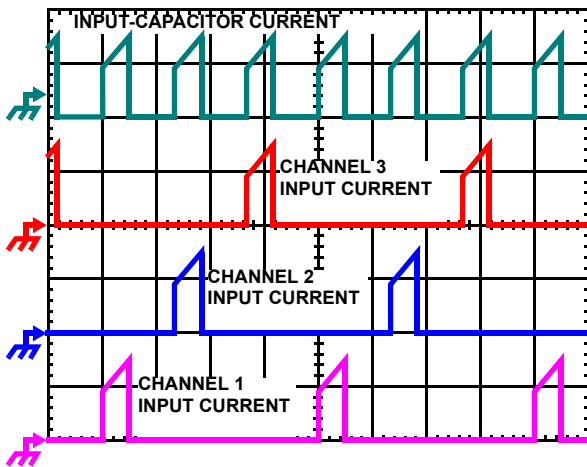 INPUT-CAPACITOR CURRENT
CHANNEL 3
INPUT CURRENT
CHANNEL 2
INPUT CURRENT
CHANNEL 1
INPUT CURRENT